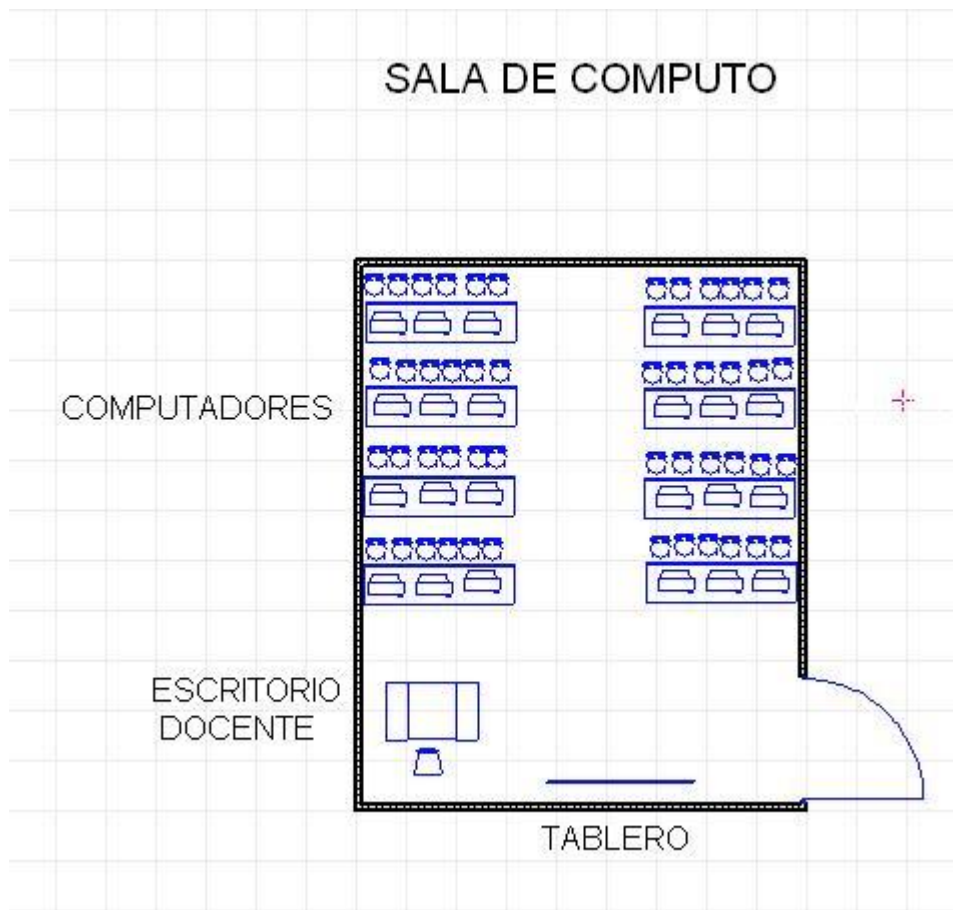 SALA DE COMPUTO
COMPUTADORES
ESCRITORIO
DOCENTE
TABLERO